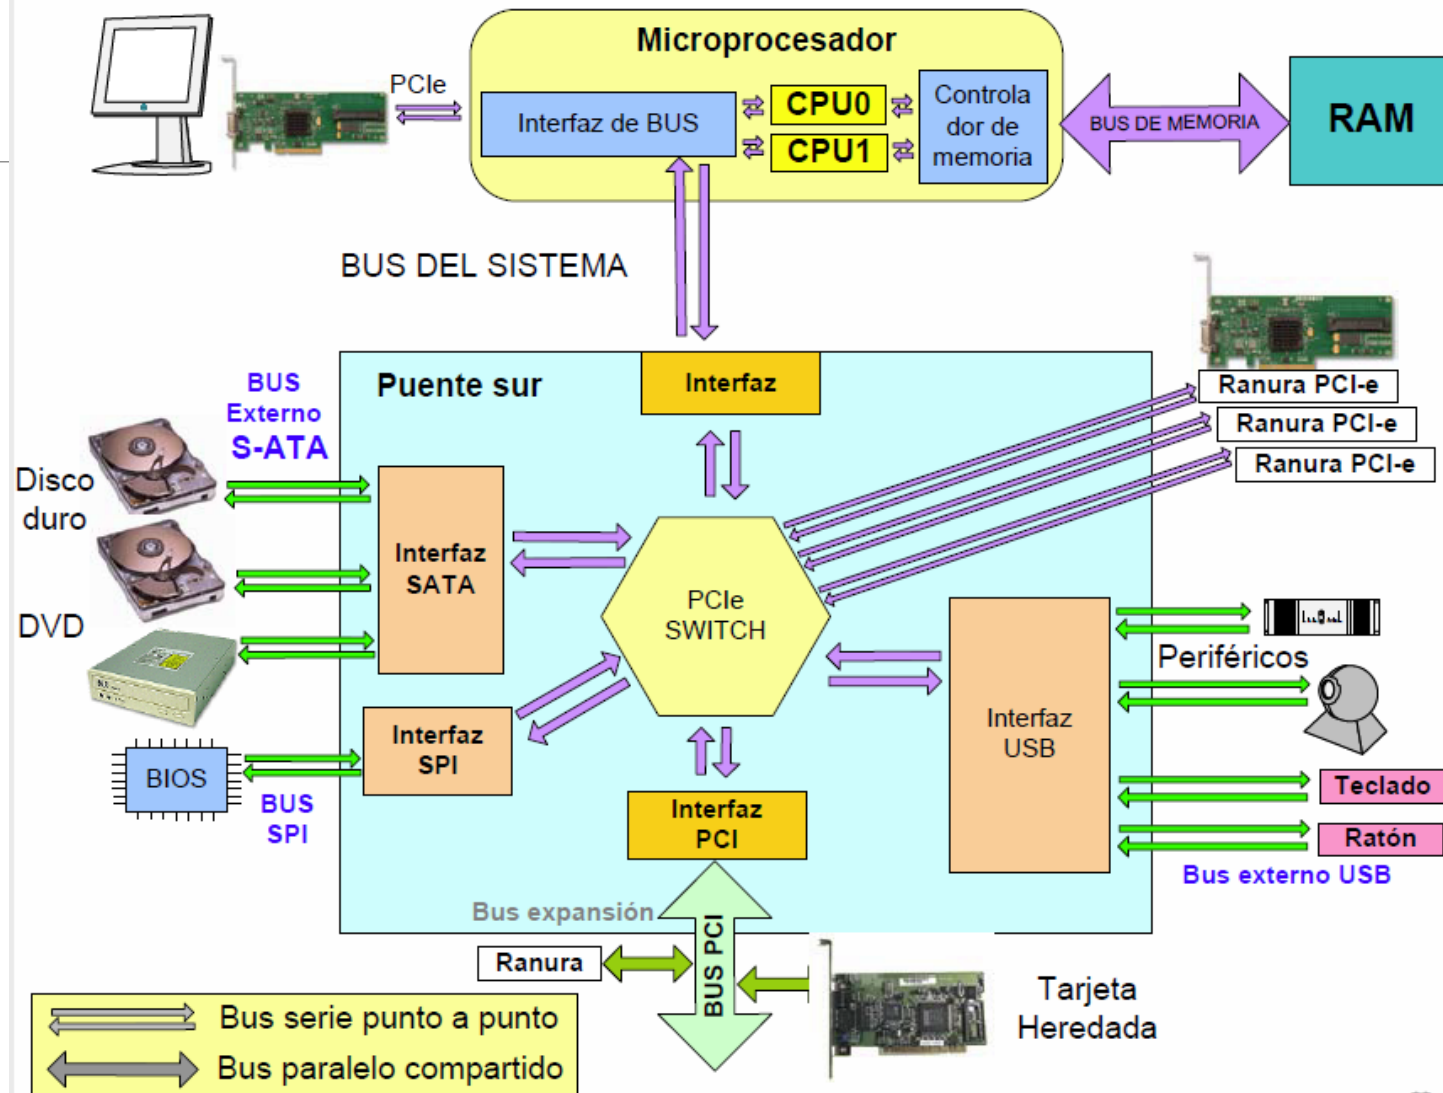 Microprocesador
PCIe
Interfaz de BUS
CPU0
CPU1
Controla
dor de
memoria
BUS DE MEMORIA
RAM
BUS DEL SISTEMA
Puente sur
Interfaz
BUS
Externo
S-ATA
Disco
duro
DVD
Interfaz
SATA
PCIe
SWITCH
Ranura PCI-e
Ranura PCI-e
Ranura PCI-e
Periféricos
Interfaz
USB
Interfaz
SPI
BIOS
BUS
SPI
Interfaz
PCI
Teclado
Ratón
Bus externo USB
Bus expansión
BUS PCI
Ranura
Tarjeta
Heredada
Bus serie punto a punto
Bus paralelo compartido